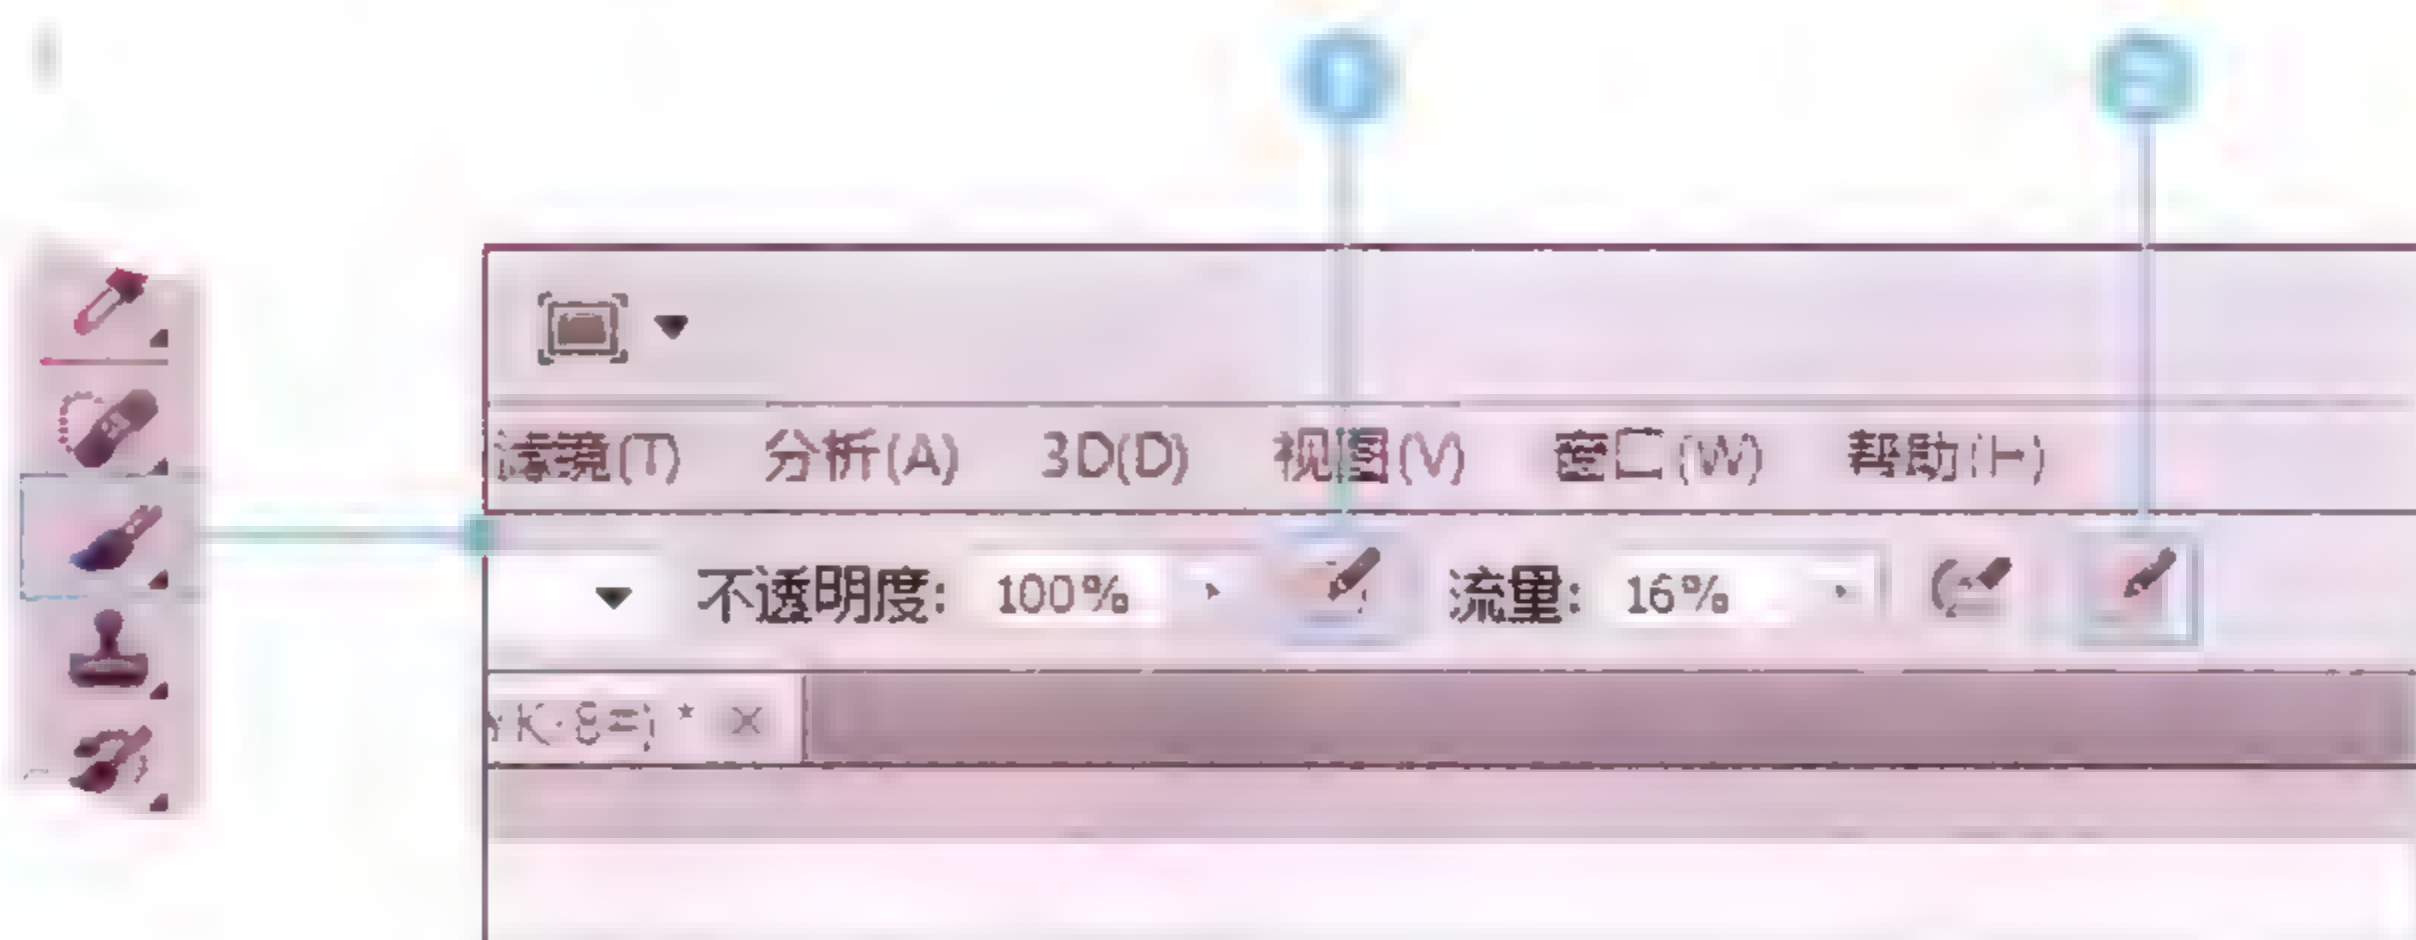 滤镜(T) 分析(A) 3D(D) 视图(V) 窗口(W) 帮助(H)
不透明度: 100% 流量: 16%